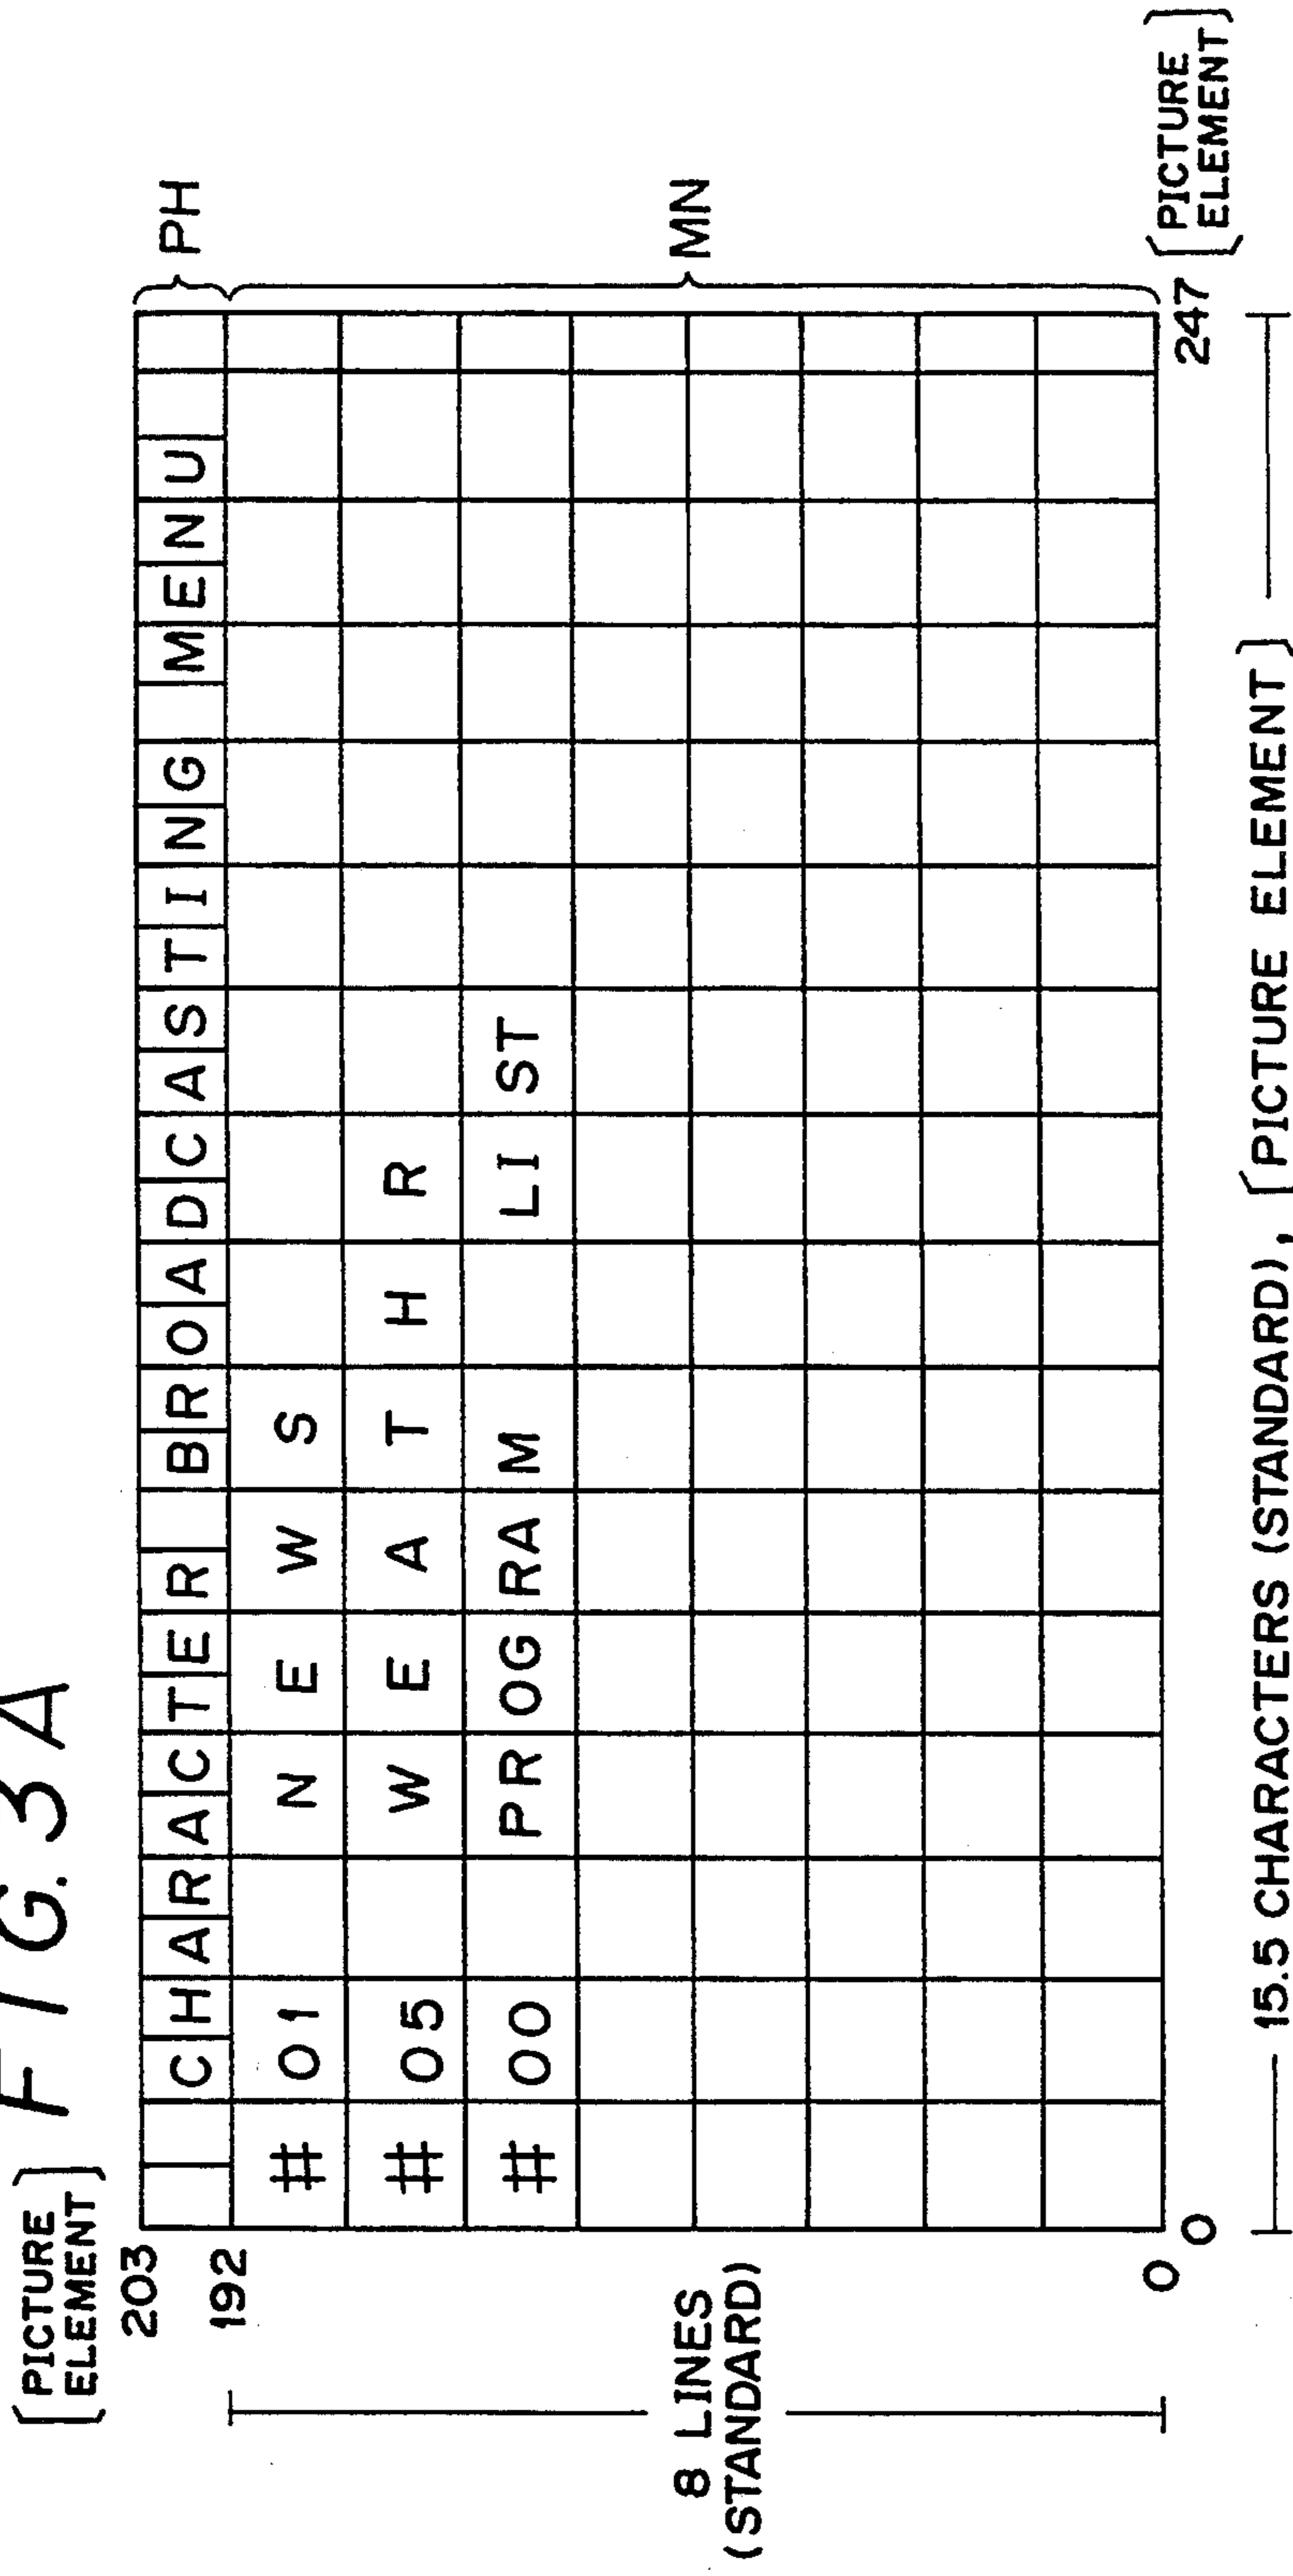 FIG. 3A
[PICTURE
ELEMENT]
203
192
CHARACTER BROADCASTING MENU
PH
# 01 NEWS
# 05 WEATHR
# 00 PROGRAM LIST
MN
8 LINES
(STANDARD)
0
0
247
[PICTURE
ELEMENT]
15.5 CHARACTERS (STANDARD), [PICTURE ELEMENT]